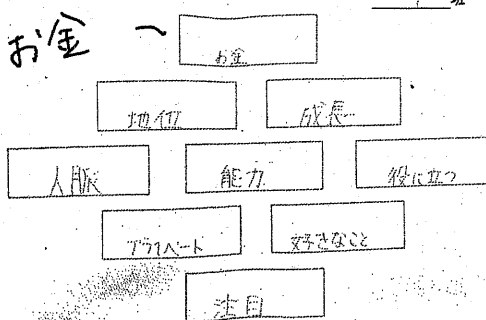 班
お金 ～
お金
地位 成長
人脈 能力 役に立つ
プライベート 好きなこと
注目